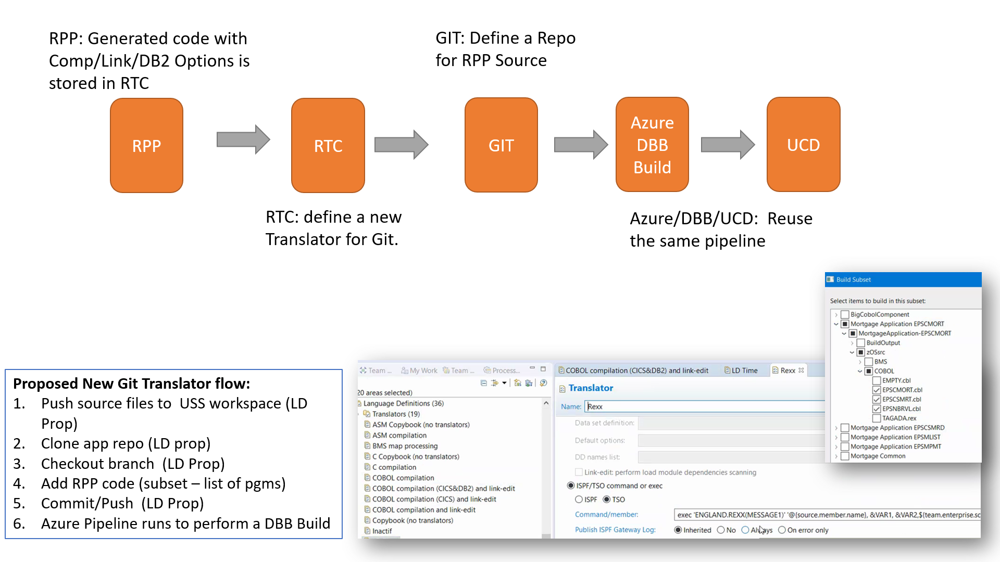 RPP: Generated code with
Comp/Link/DB2 Options is
stored in RTC
GIT: Define a Repo
for RPP Source
RPP
RTC
GIT
Azure
DBB
Build
UCD
RTC: define a new
Translator for Git.
Azure/DBB/UCD:  Reuse
the same pipeline
Proposed New Git Translator flow:
1. Push source files to  USS workspace (LD
Prop)
2. Clone app repo (LD prop)
3. Checkout branch  (LD Prop)
4. Add RPP code (subset – list of pgms)
5. Commit/Push  (LD Prop)
6. Azure Pipeline runs to perform a DBB Build
Team ...
My Work
Team ...
Process...
20 areas selected)
Language Definitions (36)
Translators (19)
ASM Copybook (no translators)
ASM compilation
BMS map processing
C Copybook (no translators)
C compilation
COBOL compilation
COBOL compilation (CICS&DB2) and link-edit
COBOL compilation (CICS) and link-edit
COBOL compilation and link-edit
Copybook (no translators)
Inactif
COBOL compilation (CICS&DB2) and link-edit
LD Time
Rexx
Translator
Name: Rexx
Data set definition:
Default options:
DD names list:
Link-edit: perform load module dependencies scanning
ISPF/TSO command or exec
ISPF TSO
Command/member: exec 'ENGLAND.REXX(MESSAGE1)' '@{source.member.name}, &VAR1, &VAR2,${team.enterprise.sc
Publish ISPF Gateway Log: Inherited No Always On error only
Build Subset
Select items to build in this subset:
BigCobolComponent
Mortgage Application EPSCMORT
MortgageApplication-EPSCMORT
BuildOutput
zOSsrc
BMS
COBOL
EMPTY.cbl
EPSCMORT.cbl
EPSCSMRT.cbl
EPSNBRVL.cbl
TAGADA.rex
Mortgage Application EPSCSMRD
Mortgage Application EPSMLIST
Mortgage Application EPSMPMT
Mortgage Common